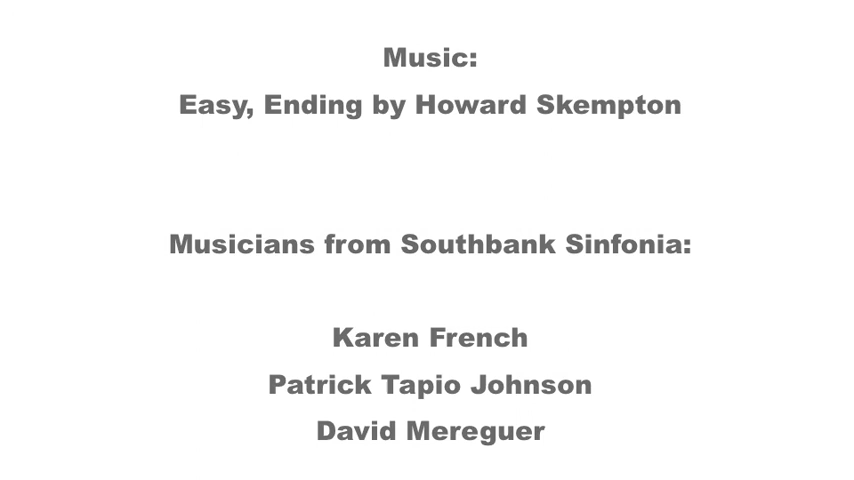 Music:
Easy, Ending by Howard Skempton
Musicians from Southbank Sinfonia:
Karen French
Patrick Tapio Johnson
David Mereguer